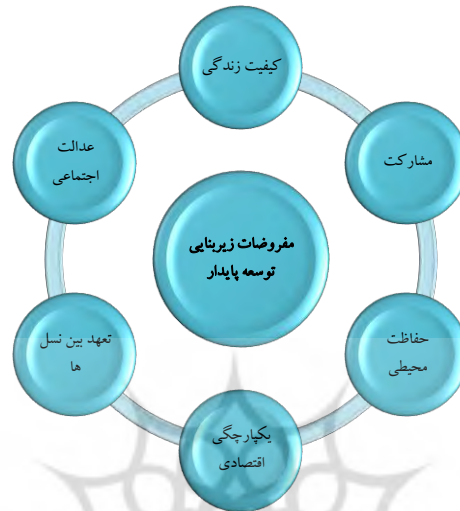 کیفیت زندگی
مشارکت
حفاظت
محیطی
یکپارچگی
اقتصادی
تعهد بین نسل
ها
عدالت
اجتماعی
مفروضات زیربنایی
توسعه پایدار